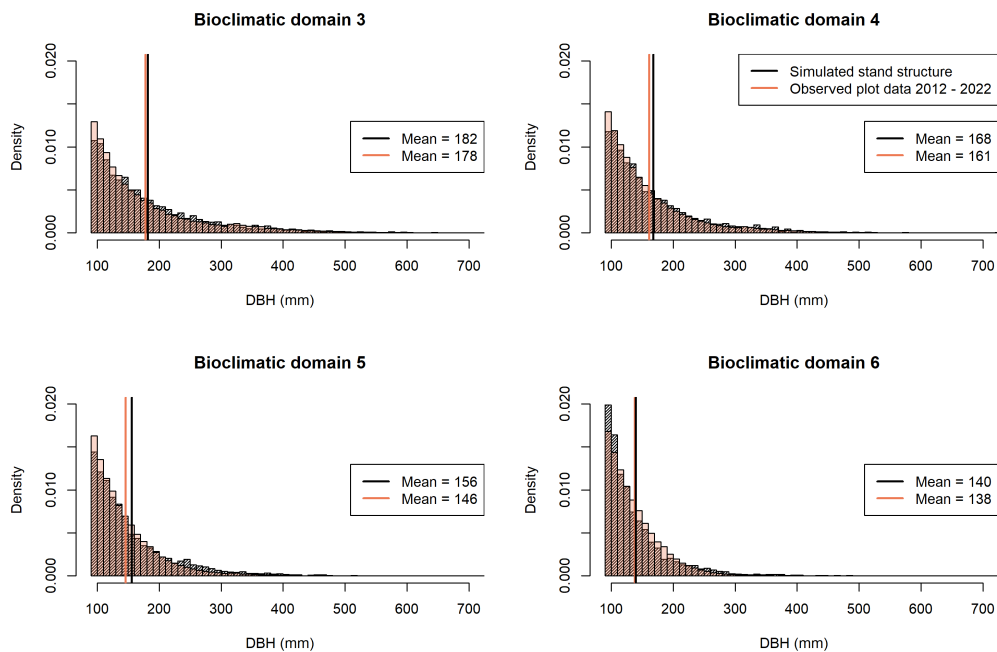 Bioclimatic domain 3
Density
0.000
0.010
0.020
Mean = 182
Mean = 178
100 200 300 400 500 600 700
DBH (mm)
Bioclimatic domain 4
Density
0.000
0.010
0.020
Simulated stand structure
Observed plot data 2012 - 2022
Mean = 168
Mean = 161
100 200 300 400 500 600 700
DBH (mm)
Bioclimatic domain 5
Density
0.000
0.010
0.020
Mean = 156
Mean = 146
100 200 300 400 500 600 700
DBH (mm)
Bioclimatic domain 6
Density
0.000
0.010
0.020
Mean = 140
Mean = 138
100 200 300 400 500 600 700
DBH (mm)